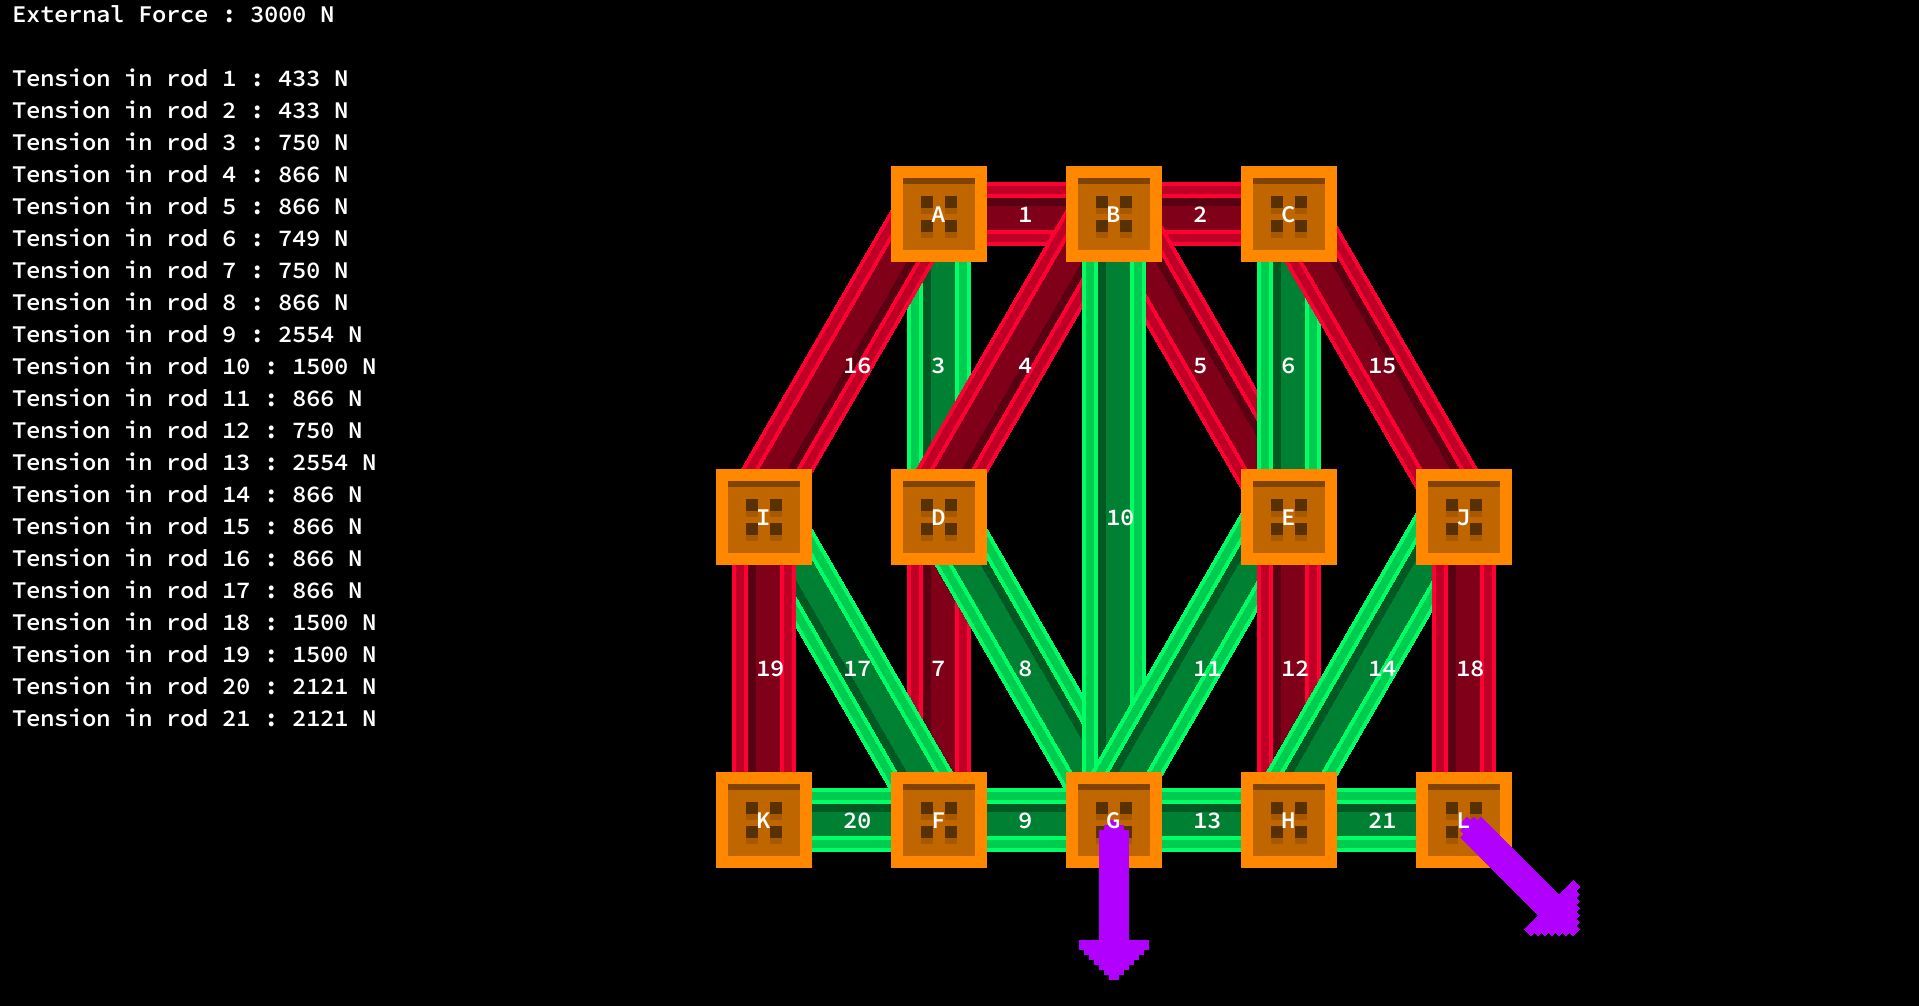 External Force : 3000 N
Tension in rod 1 : 433 N
Tension in rod 2 : 433 N
Tension in rod 3 : 750 N
Tension in rod 4 : 866 N
Tension in rod 5 : 866 N
Tension in rod 6 : 749 N
Tension in rod 7 : 750 N
Tension in rod 8 : 866 N
Tension in rod 9 : 2554 N
Tension in rod 10 : 1500 N
Tension in rod 11 : 866 N
Tension in rod 12 : 750 N
Tension in rod 13 : 2554 N
Tension in rod 14 : 866 N
Tension in rod 15 : 866 N
Tension in rod 16 : 866 N
Tension in rod 17 : 866 N
Tension in rod 18 : 1500 N
Tension in rod 19 : 1500 N
Tension in rod 20 : 2121 N
Tension in rod 21 : 2121 N
A 1 B 2 C
16 3 4 5 6 15
I D 10 E J
19 17 7 8 11 12 14 18
K 20 F 9 G 13 H 21 L